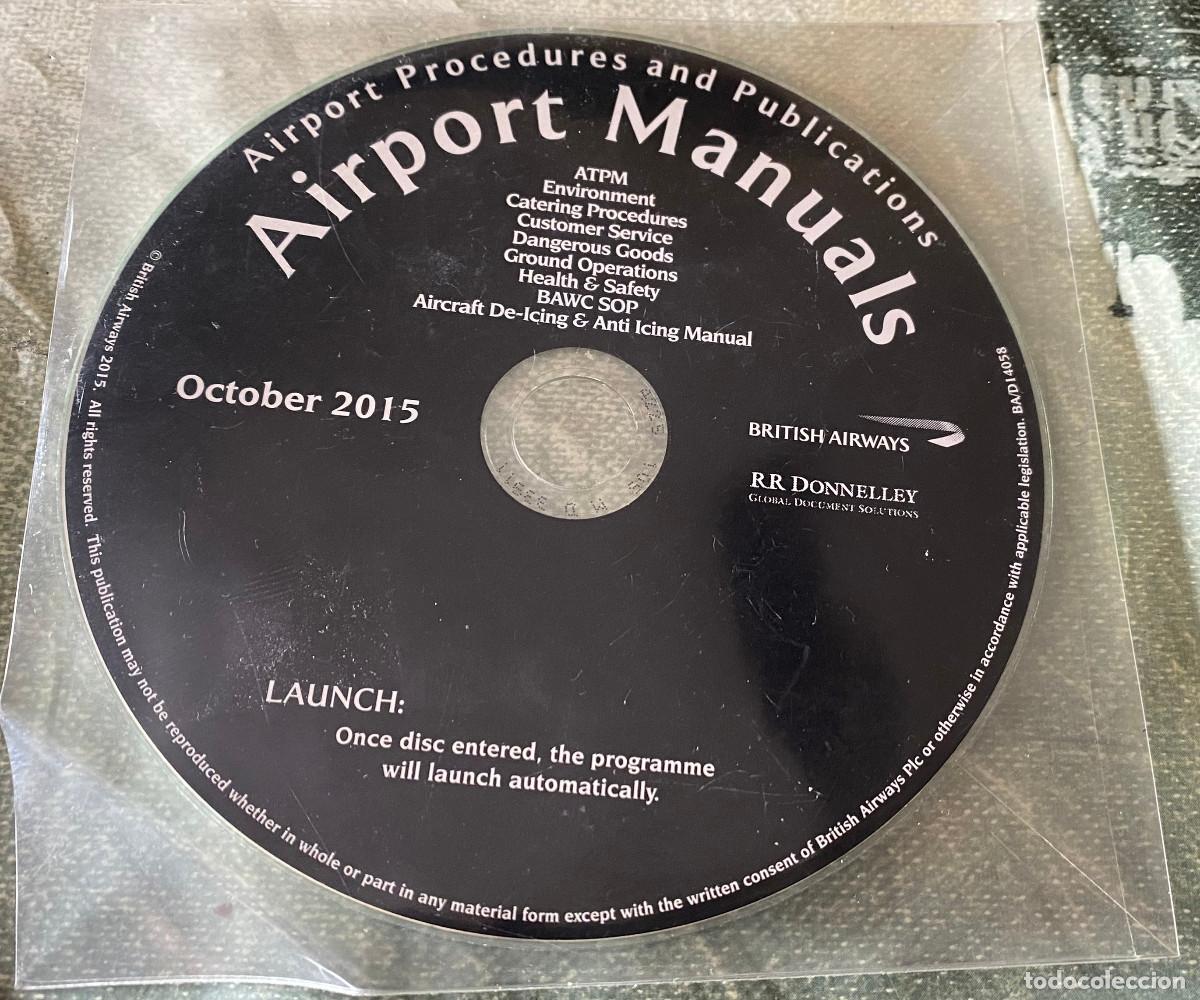 Airport Procedures and Publications
Airport Manuals
ATPM
Environment
Catering Procedures
Customer Service
Dangerous Goods
Ground Operations
Health & Safety
BAWC SOP
Aircraft De-Icing & Anti Icing Manual
October 2015
BRITISH AIRWAYS
RR DONNELLEY
GLOBAL DOCUMENT SOLUTIONS
LAUNCH:
Once disc entered, the programme
will launch automatically.
© British Airways 2015. All rights reserved. This publication may not be reproduced whether in whole or part in any material form except with the written consent of British Airways Plc or otherwise in accordance with applicable legislation. BA/D14058
todocoleccion